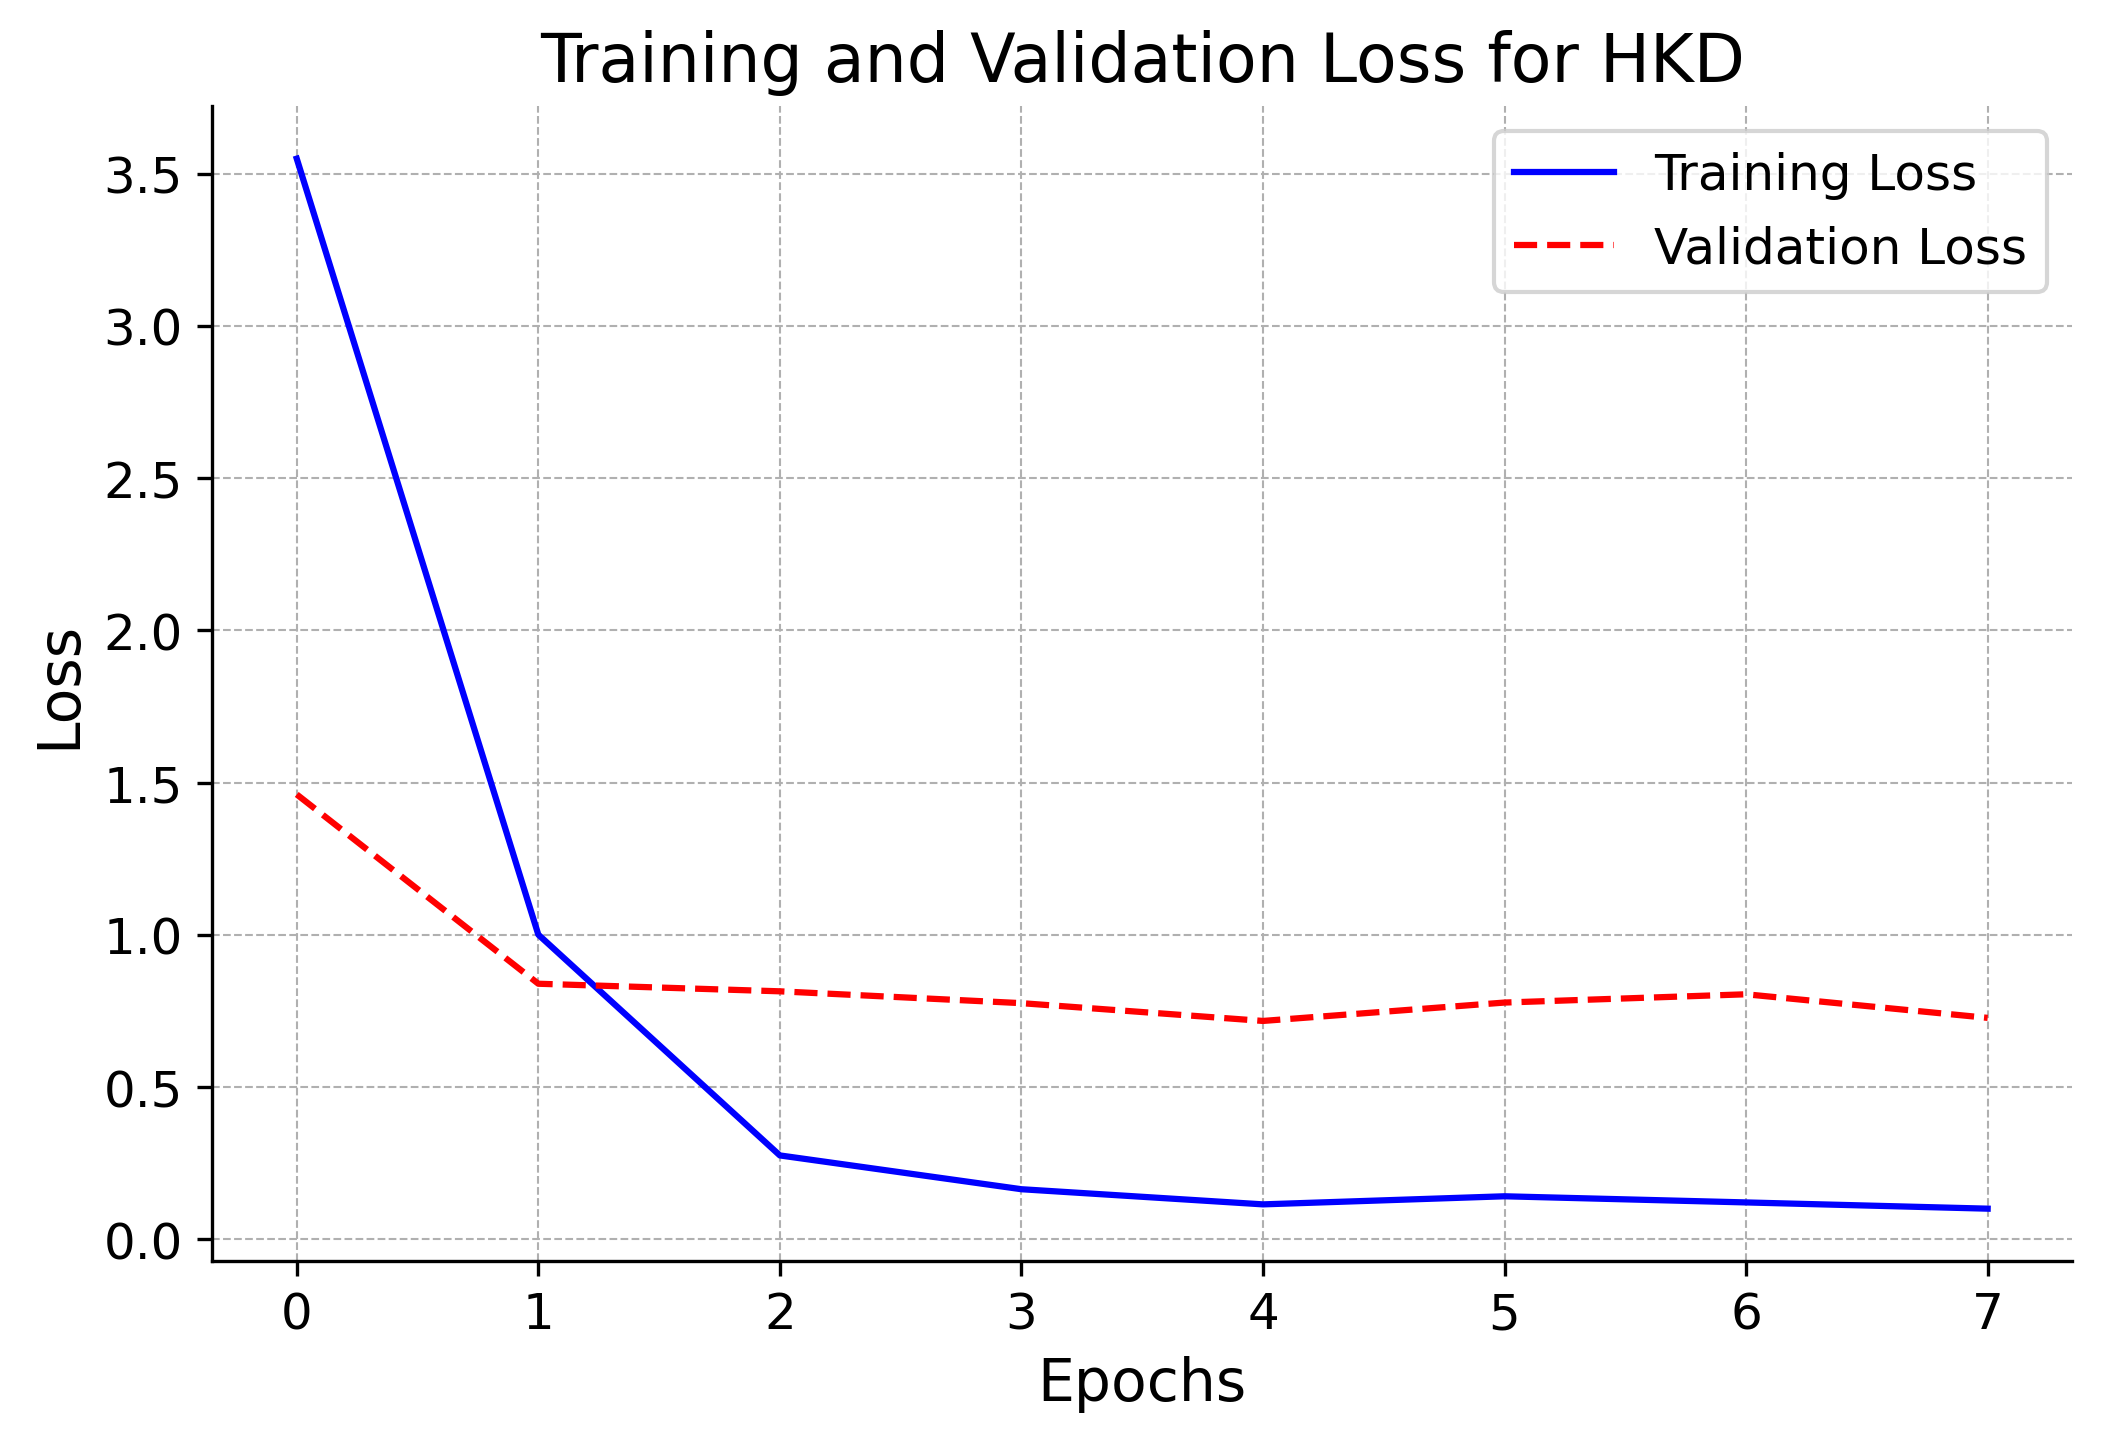 Training and Validation Loss for HKD
Training Loss
Validation Loss
3.5
3.0
2.5
2.0
1.5
1.0
0.5
0.0
Loss
0 1 2 3 4 5 6 7
Epochs